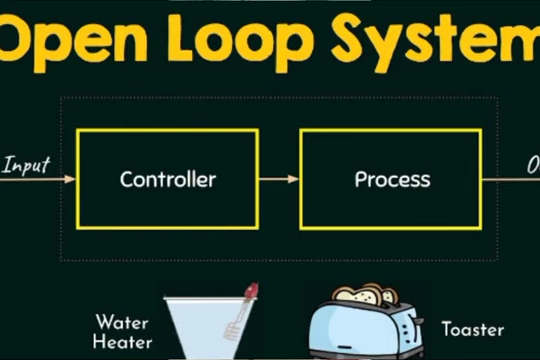 Open Loop System
Input
Controller
Process
Water
Heater
Toaster